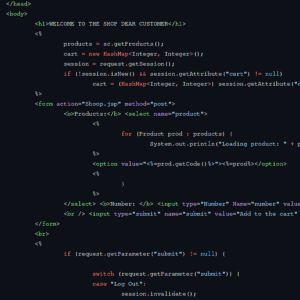 </head>
<body>
<h1>WELCOME TO THE SHOP DEAR CUSTOMER</h1>
<%
products = sc.getProducts();
cart = new HashMap<Integer, Integer>();
session = request.getSession();
if (!session.isNew() && session.getAttribute("cart") != null)
cart = (HashMap<Integer, Integer>) session.getAttribute("c
%>
<form action="Shoop.jsp" method="post">
<b>Products:</b> <select name="product">
<%
for (Product prod : products) {
System.out.println("Loading product: " + p
%>
<option value="<%=prod.getCode()%>"><%=prod%></option>
<%
}
%>
</select> <b>Number: </b> <input type="Number" Name="number" valu
<br /> <input type="submit" name="submit" value="Add to the cart"
</form>
<br>
<%
if (request.getParameter("submit") != null) {
switch (request.getParameter("submit")) {
case "Log Out":
session.invalidate();